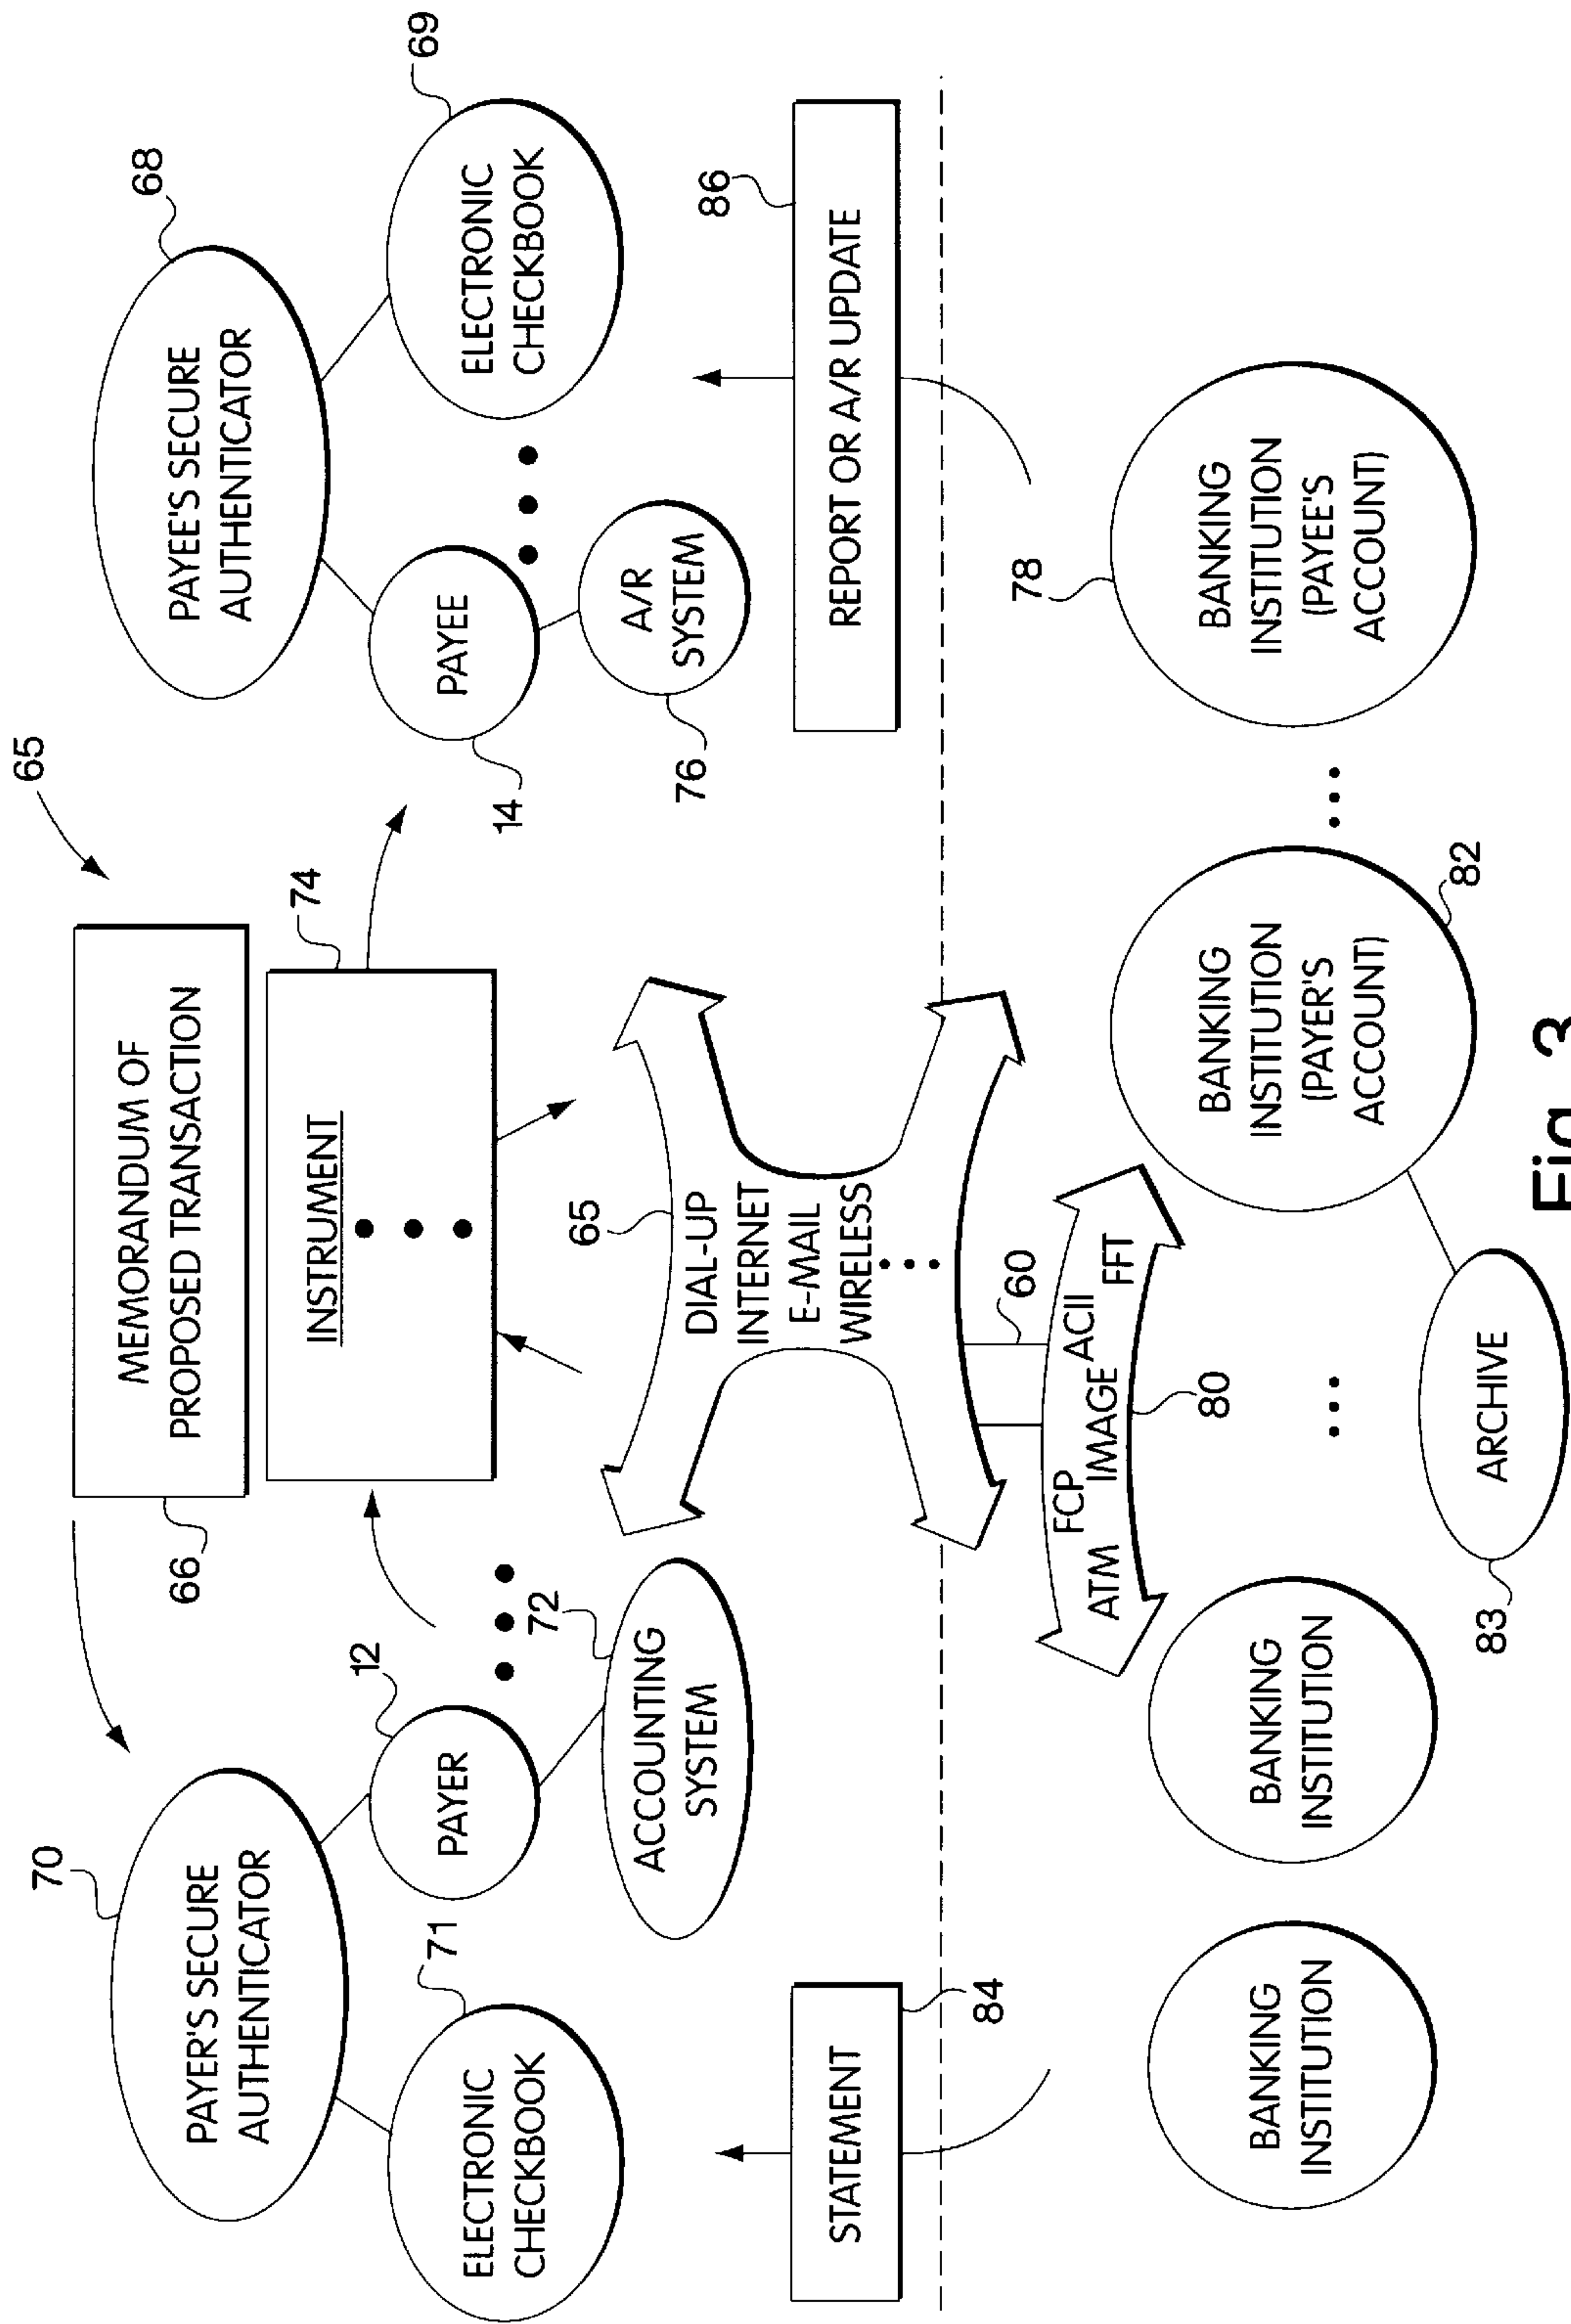 65
MEMORANDUM OF
PROPOSED TRANSACTION
66
70
PAYER'S SECURE
AUTHENTICATOR
ELECTRONIC
CHECKBOOK
71
PAYER
12
ACCOUNTING
SYSTEM
72
INSTRUMENT
74
PAYEE'S SECURE
AUTHENTICATOR
68
ELECTRONIC
CHECKBOOK
69
PAYEE
14
A/R
SYSTEM
76
65
DIAL-UP
INTERNET
E-MAIL
WIRELESS
STATEMENT
84
REPORT OR A/R UPDATE
86
60
ATM
FCP
IMAGE
ACII
FFT
80
BANKING
INSTITUTION
BANKING
INSTITUTION
BANKING
INSTITUTION
(PAYER'S
ACCOUNT)
82
BANKING
INSTITUTION
(PAYEE'S
ACCOUNT)
78
ARCHIVE
83
Fig. 3